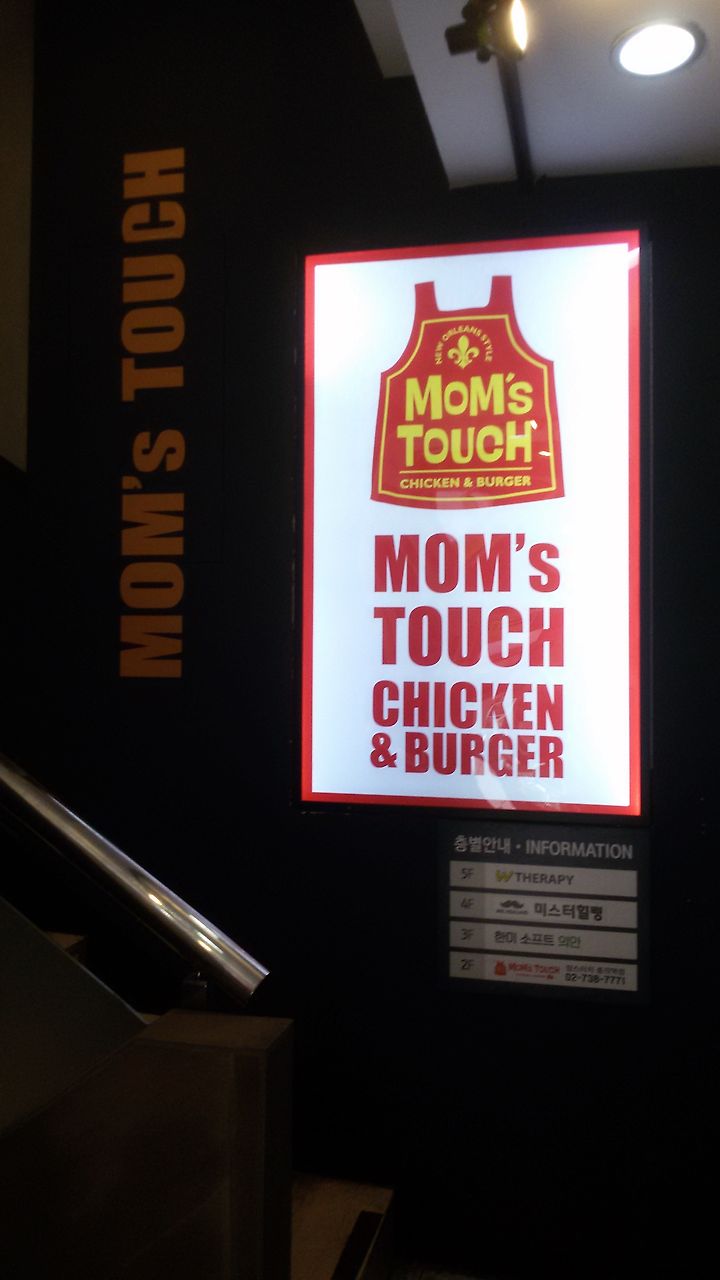 MOM's TOUCH
NEW ORLEANS STYLE
MOM's
TOUCH
CHICKEN & BURGER
MOM's
TOUCH
CHICKEN
& BURGER
층별안내 · INFORMATION
5F W THERAPY
4F 미스터힐링
3F 한미 소프트 의안
2F MOM's TOUCH
02-738-7771